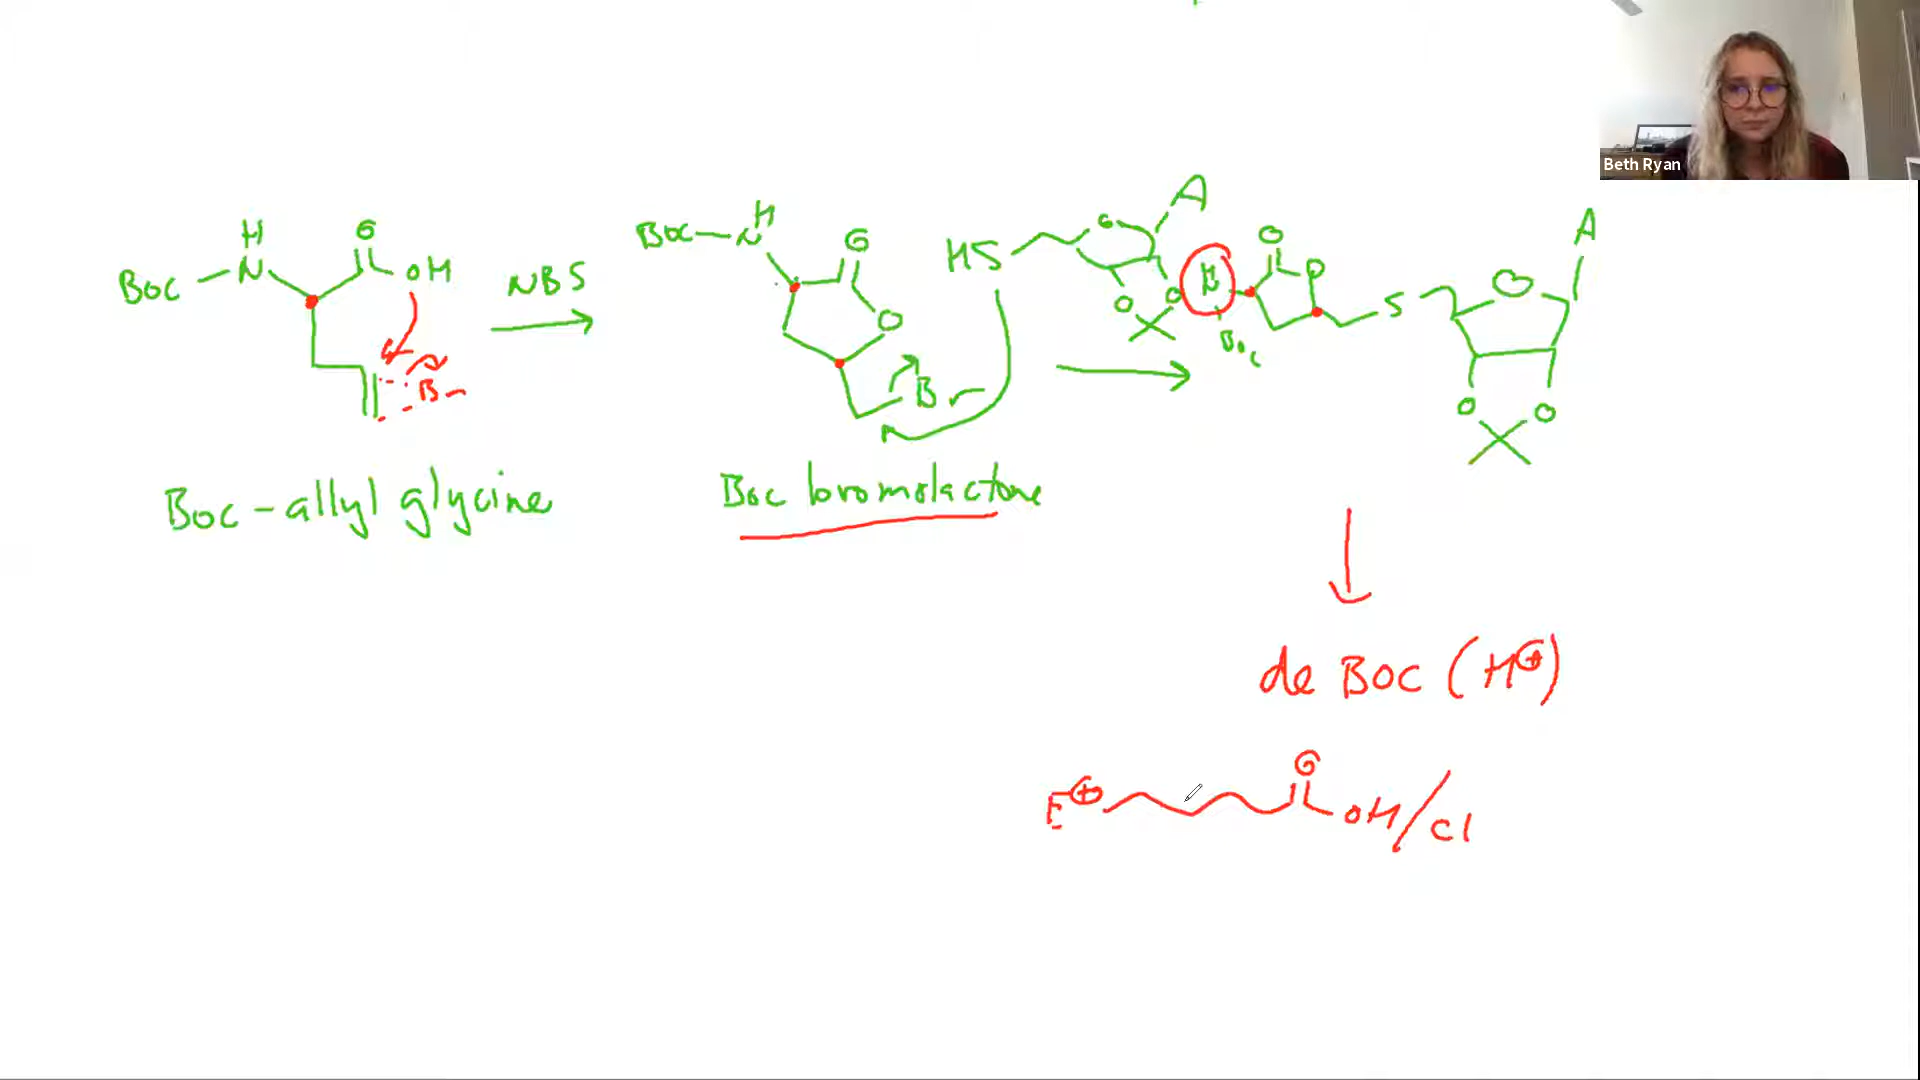 Beth Ryan
Boc H N O OH Br
NBS
Boc H N O O Br
HS O A O O
H N Boc O O S O A O O
Boc-allyl glycine
Boc bromolactone
de BOC (H⊕)
E⊕ O OH/Cl